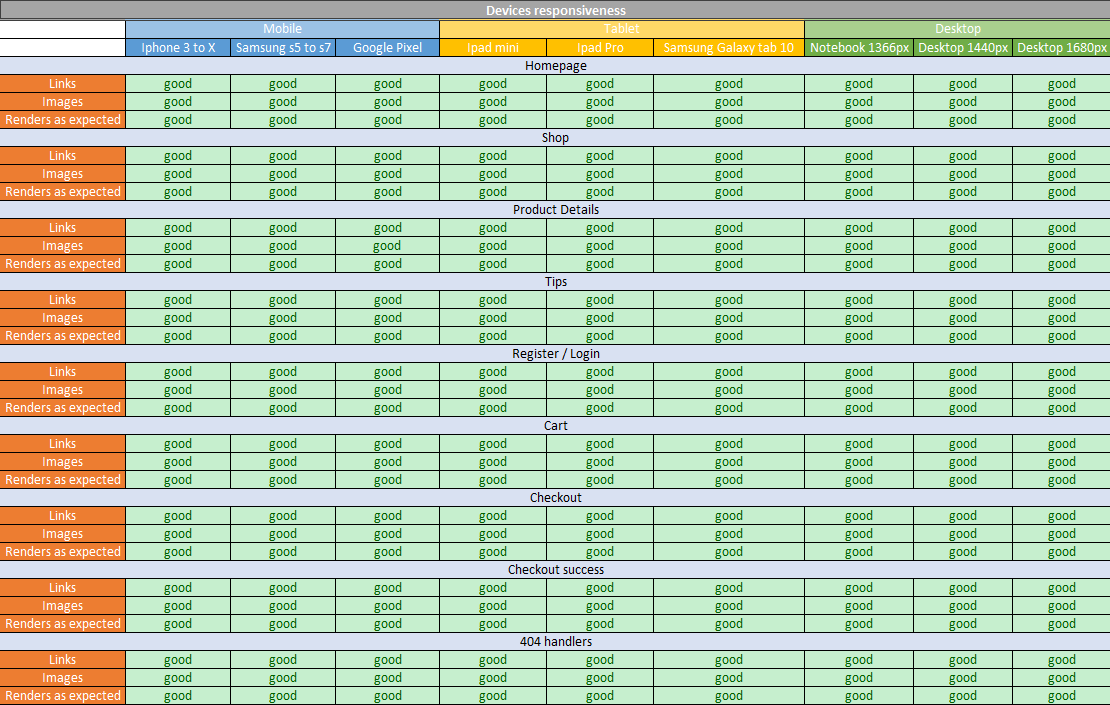 Devices responsiveness
Mobile Tablet Desktop
Iphone 3 to X Samsung s5 to s7 Google Pixel Ipad mini Ipad Pro Samsung Galaxy tab 10 Notebook 1366px Desktop 1440px Desktop 1680px
Homepage
Links good good good good good good good good good
Images good good good good good good good good good
Renders as expected good good good good good good good good good
Shop
Links good good good good good good good good good
Images good good good good good good good good good
Renders as expected good good good good good good good good good
Product Details
Links good good good good good good good good good
Images good good good good good good good good good
Renders as expected good good good good good good good good good
Tips
Links good good good good good good good good good
Images good good good good good good good good good
Renders as expected good good good good good good good good good
Register / Login
Links good good good good good good good good good
Images good good good good good good good good good
Renders as expected good good good good good good good good good
Cart
Links good good good good good good good good good
Images good good good good good good good good good
Renders as expected good good good good good good good good good
Checkout
Links good good good good good good good good good
Images good good good good good good good good good
Renders as expected good good good good good good good good good
Checkout success
Links good good good good good good good good good
Images good good good good good good good good good
Renders as expected good good good good good good good good good
404 handlers
Links good good good good good good good good good
Images good good good good good good good good good
Renders as expected good good good good good good good good good